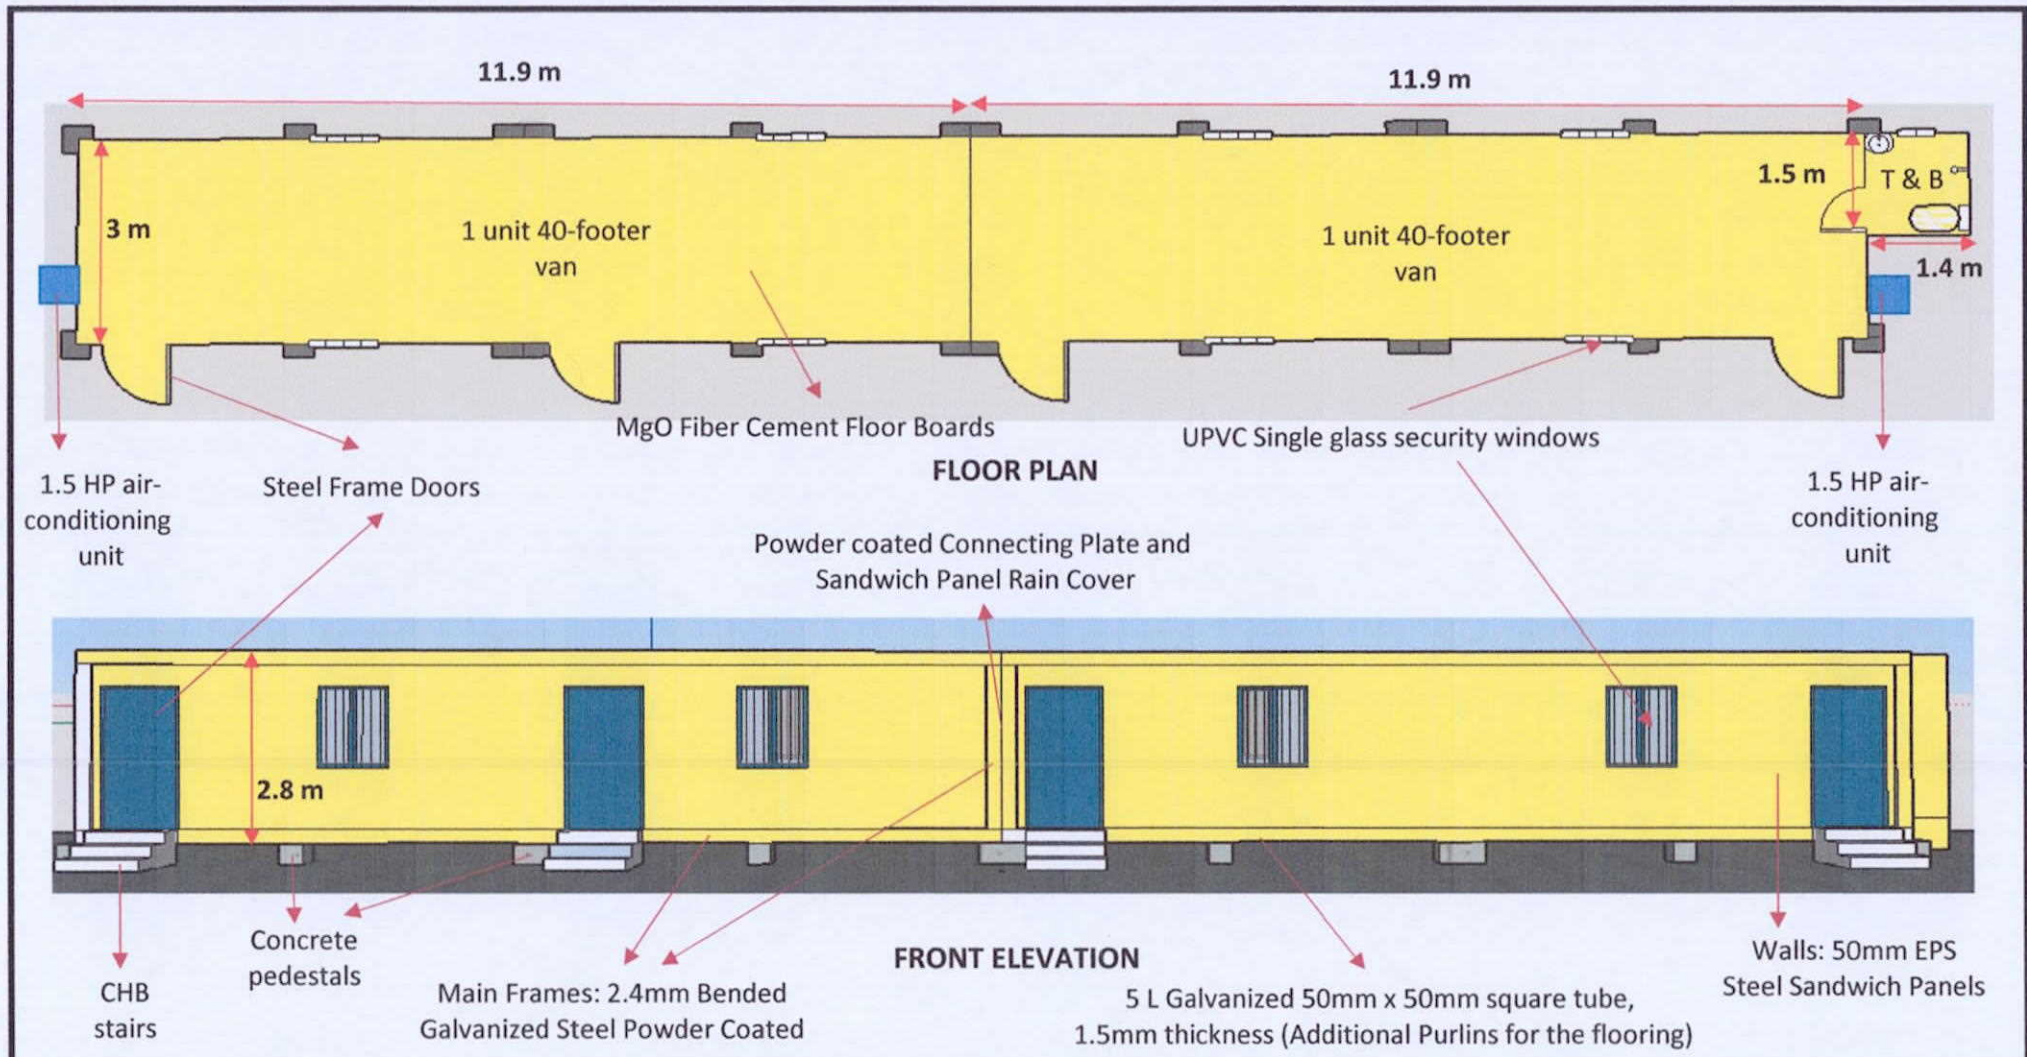 11.9 m
11.9 m
3 m
1 unit 40-footer
van
1 unit 40-footer
van
1.5 m
T & B
1.4 m
MgO Fiber Cement Floor Boards
UPVC Single glass security windows
FLOOR PLAN
1.5 HP air-
conditioning
unit
Steel Frame Doors
1.5 HP air-
conditioning
unit
Powder coated Connecting Plate and
Sandwich Panel Rain Cover
2.8 m
CHB
stairs
Concrete
pedestals
Main Frames: 2.4mm Bended
Galvanized Steel Powder Coated
FRONT ELEVATION
5 L Galvanized 50mm x 50mm square tube,
1.5mm thickness (Additional Purlins for the flooring)
Walls: 50mm EPS
Steel Sandwich Panels